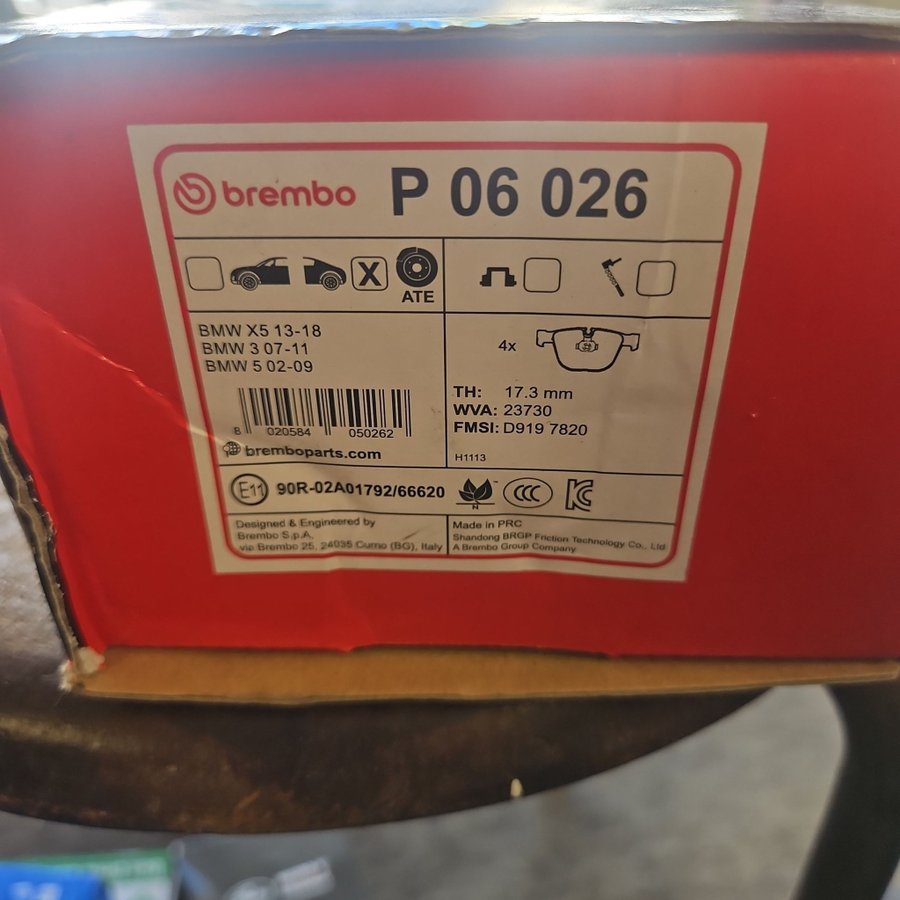 brembo P 06 026
X ATE
BMW X5 13-18
BMW 3 07-11
BMW 5 02-09
8 020584 050262
bremboparts.com
4x
TH: 17.3 mm
WVA: 23730
FMSI: D919 7820
H1113
E11 90R-02A01792/66620
N CCC KC
Designed & Engineered by
Brembo S.p.A.
via Brembo 25, 24035 Curno (BG), Italy
Made in PRC
Shandong BRGP Friction Technology Co., Ltd
A Brembo Group Company